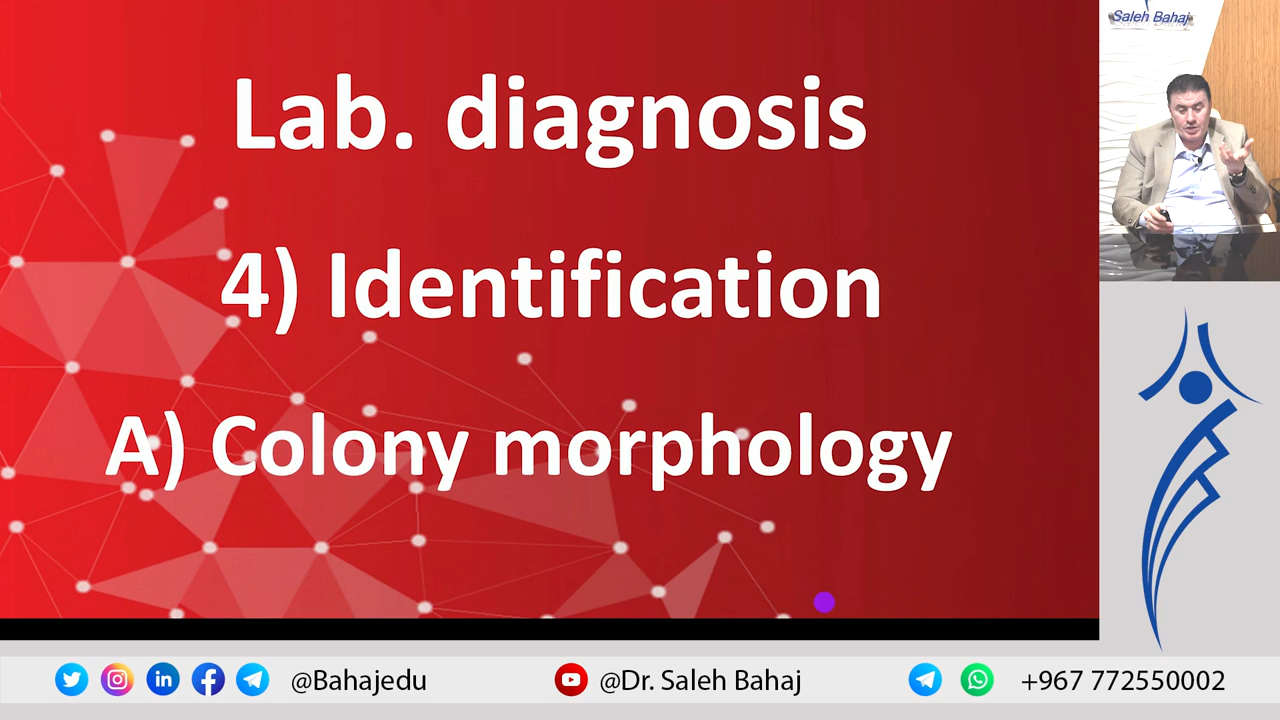 Lab. diagnosis
4) Identification
A) Colony morphology
Saleh Bahaj
@Bahajedu
@Dr. Saleh Bahaj
+967 772550002